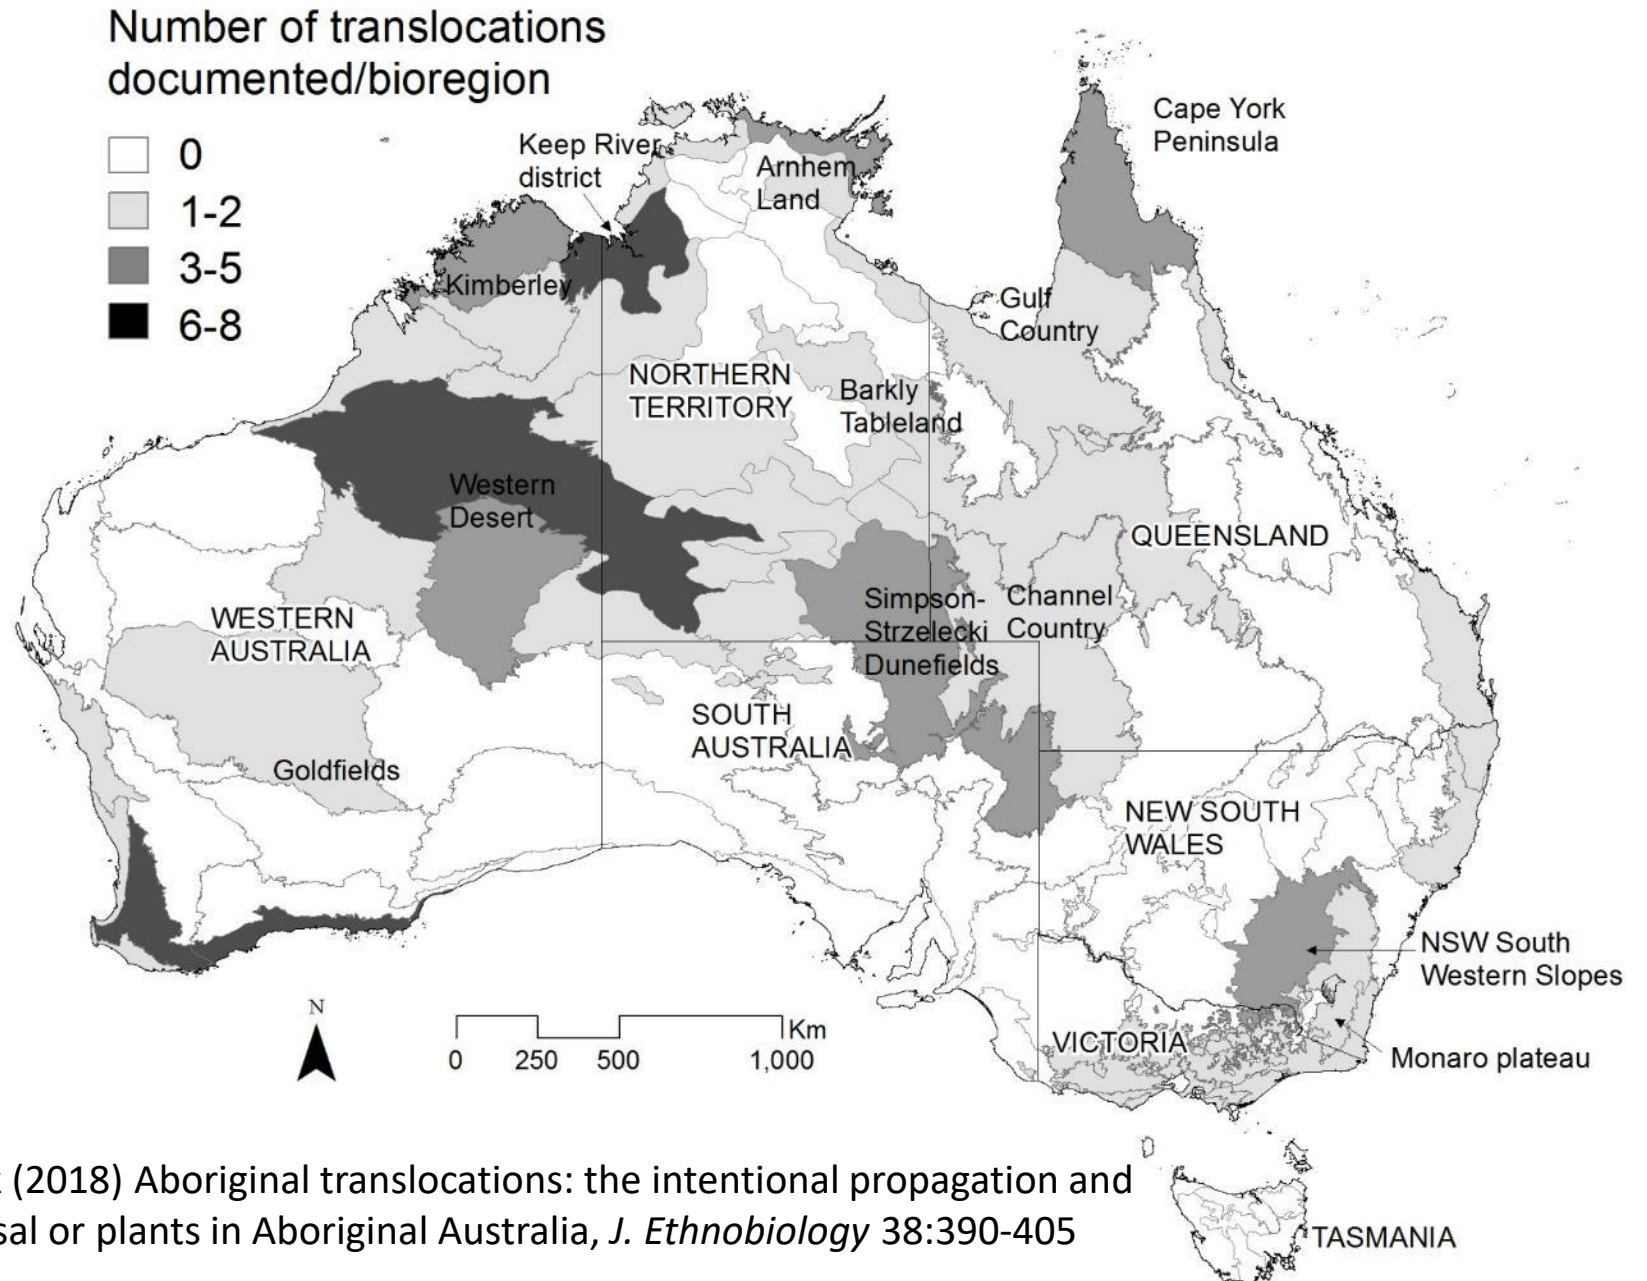 Number of translocations
documented/bioregion
0
1-2
3-5
6-8
Keep River
district
Arnhem
Land
Cape York
Peninsula
Kimberley
Gulf
Country
NORTHERN
TERRITORY
Barkly
Tableland
Western
Desert
QUEENSLAND
WESTERN
AUSTRALIA
Simpson-
Strzelecki
Dunefields
Channel
Country
SOUTH
AUSTRALIA
Goldfields
NEW SOUTH
WALES
NSW South
Western Slopes
VICTORIA
Monaro plateau
N
Km
0 250 500 1,000
(2018) Aboriginal translocations: the intentional propagation and
sal or plants in Aboriginal Australia, J. Ethnobiology 38:390-405
TASMANIA